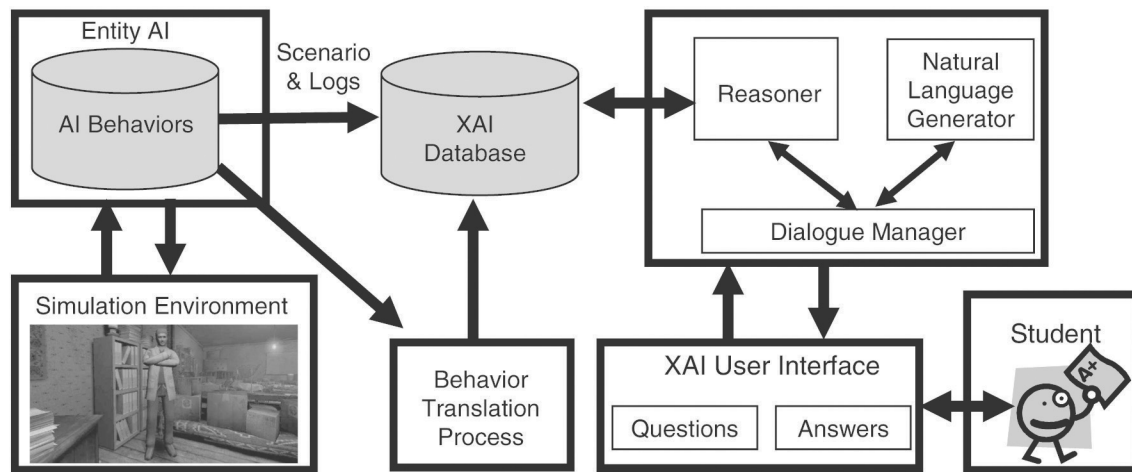 Entity AI
AI Behaviors
Scenario
& Logs
XAI
Database
Reasoner
Natural
Language
Generator
Dialogue Manager
Simulation Environment
Behavior
Translation
Process
XAI User Interface
Questions
Answers
Student
A+